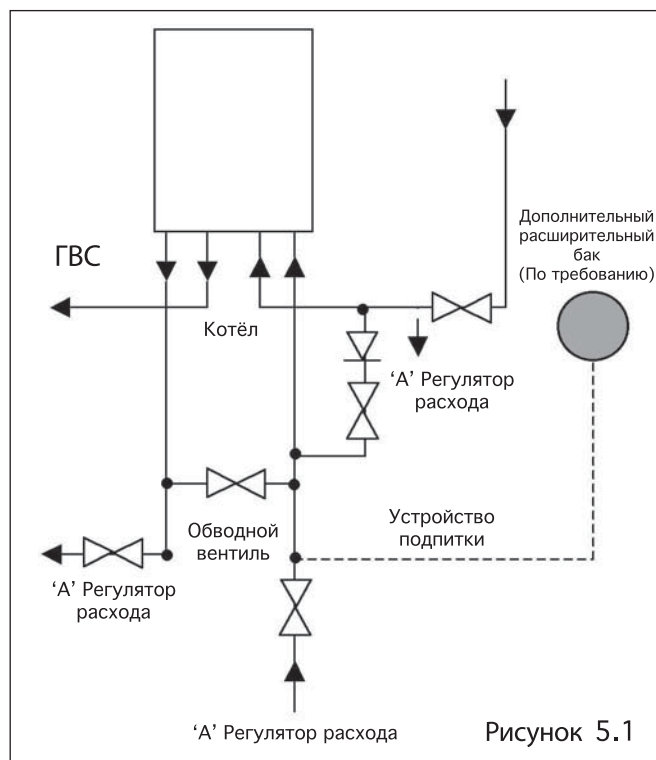 Дополнительный
расширительный
бак
(По требованию)
ГВС
Котёл
‘А’ Регулятор
расхода
Обводной
вентиль
Устройство
подпитки
‘А’ Регулятор
расхода
‘А’ Регулятор расхода
Рисунок 5.1